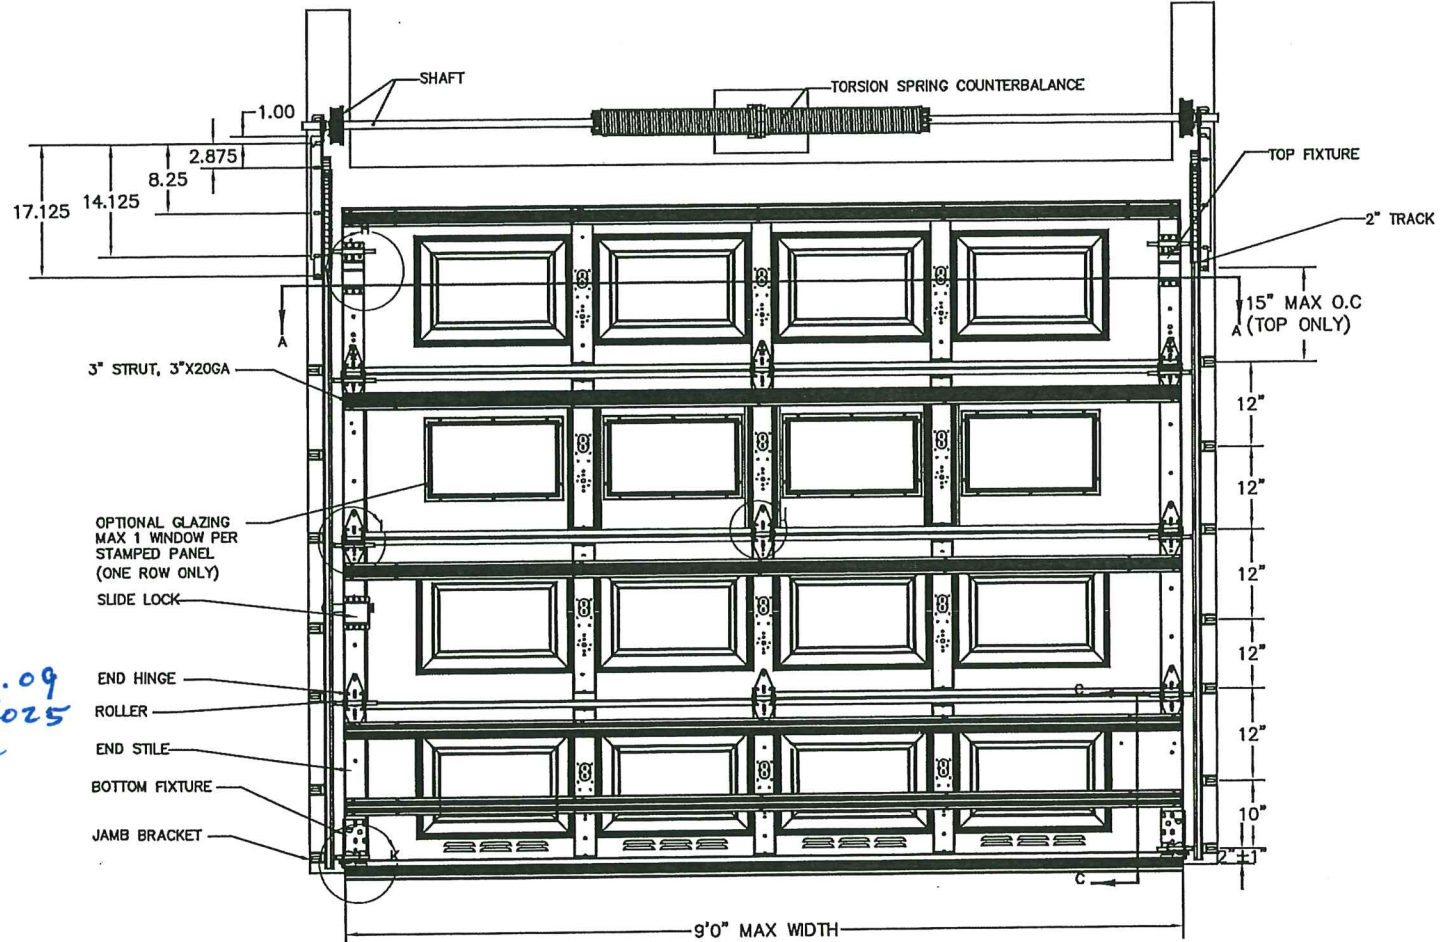 SHAFT
TORSION SPRING COUNTERBALANCE
1.00
2.875
8.25
14.125
17.125
TOP FIXTURE
2" TRACK
H
15" MAX O.C
(TOP ONLY)
A
A
3" STRUT, 3"X20GA
12"
12"
OPTIONAL GLAZING
MAX 1 WINDOW PER
STAMPED PANEL
(ONE ROW ONLY)
I
J
12"
SLIDE LOCK
12"
.09
END HINGE
025
ROLLER
C
END STILE
12"
BOTTOM FIXTURE
10"
JAMB BRACKET
K
2"
1"
C
9'0" MAX WIDTH